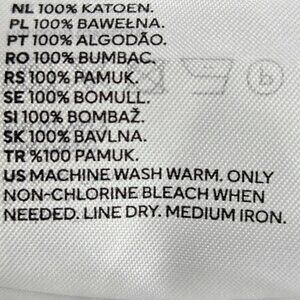 NL 100% KATOEN.
PL 100% BAWEŁNA.
PT 100% ALGODÃO.
RO 100% BUMBAC.
RS 100% PAMUK.
SE 100% BOMULL.
SI 100% BOMBAŽ.
SK 100% BAVLNA.
TR %100 PAMUK.
US MACHINE WASH WARM. ONLY
NON-CHLORINE BLEACH WHEN
NEEDED. LINE DRY. MEDIUM IRON.